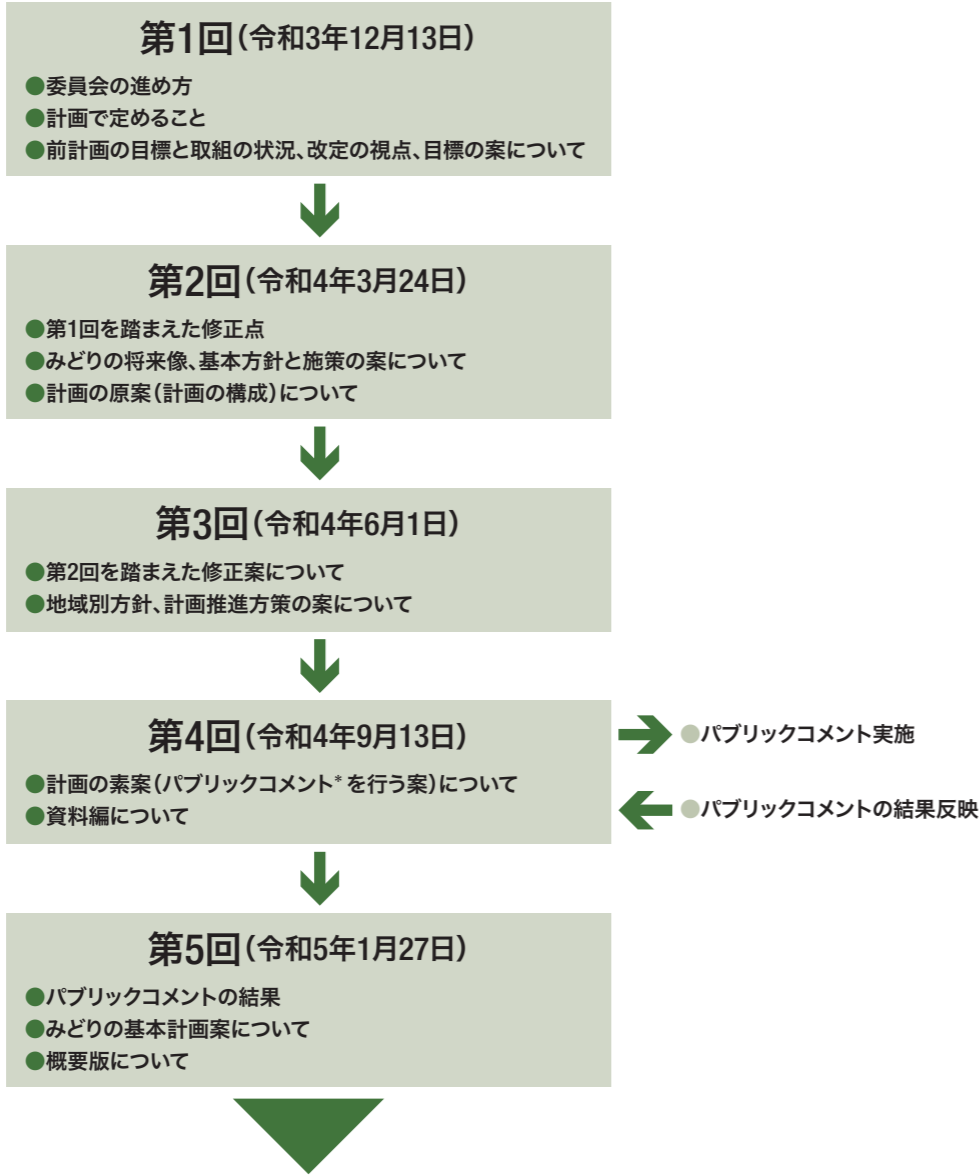 第1回(令和3年12月13日)
●委員会の進め方
●計画で定めること
●前計画の目標と取組の状況、改定の視点、目標の案について
第2回(令和4年3月24日)
●第1回を踏まえた修正点
●みどりの将来像、基本方針と施策の案について
●計画の原案(計画の構成)について
第3回(令和4年6月1日)
●第2回を踏まえた修正案について
●地域別方針、計画推進方策の案について
第4回(令和4年9月13日)
●計画の素案(パブリックコメント*を行う案)について
●資料編について
●パブリックコメント実施
●パブリックコメントの結果反映
第5回(令和5年1月27日)
●パブリックコメントの結果
●みどりの基本計画案について
●概要版について